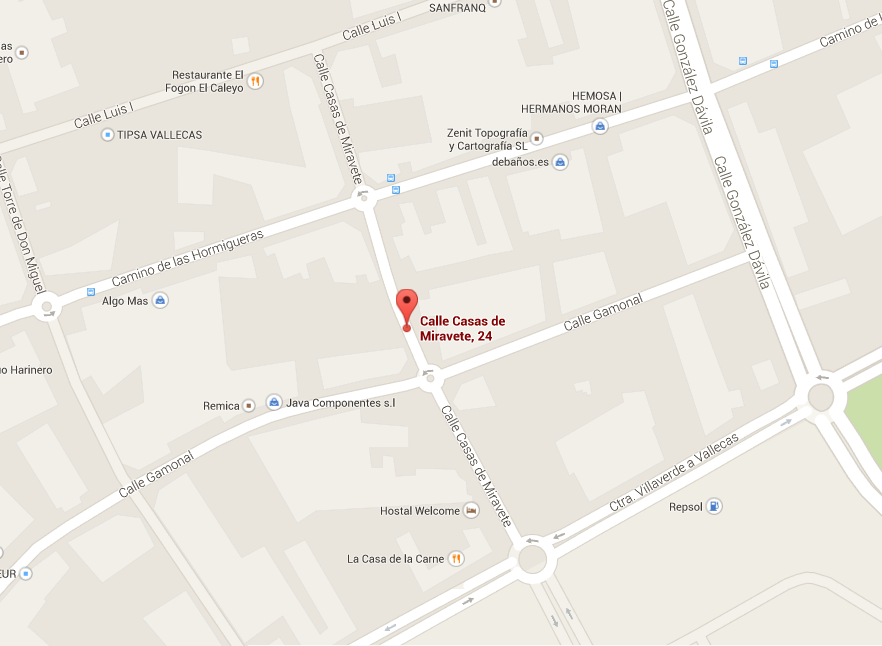 SANFRANQ
Calle Luis I
as
ero
Camino de l
Calle González Dávila
Restaurante El
Fogon El Caleyo
Calle Casas de Miravete
HEMOSA |
HERMANOS MORAN
Calle Luis I
TIPSA VALLECAS
Zenit Topografía
y Cartografía SL
debaños.es
Calle González Dávila
Calle Torre de Don Miguel
Camino de las Hormigueras
Algo Mas
Calle Casas de
Miravete, 24
Calle Gamonal
o Harinero
Remica
Java Componentes s.l
Calle Casas de Miravete
Ctra. Villaverde a Vallecas
Calle Gamonal
Hostal Welcome
Repsol
La Casa de la Carne
EUR